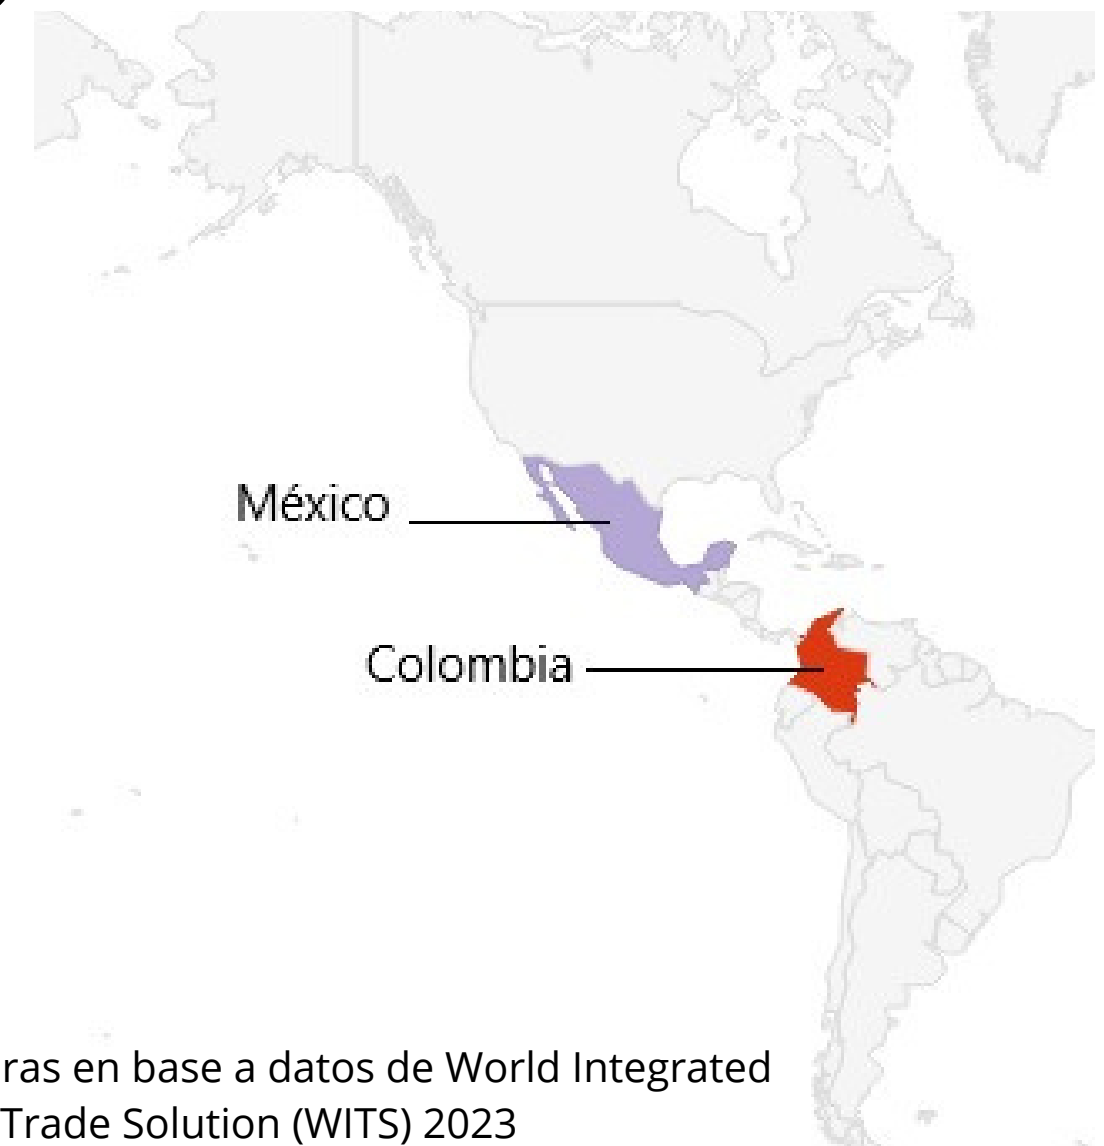 México
Colombia
ras en base a datos de World Integrated
Trade Solution (WITS) 2023